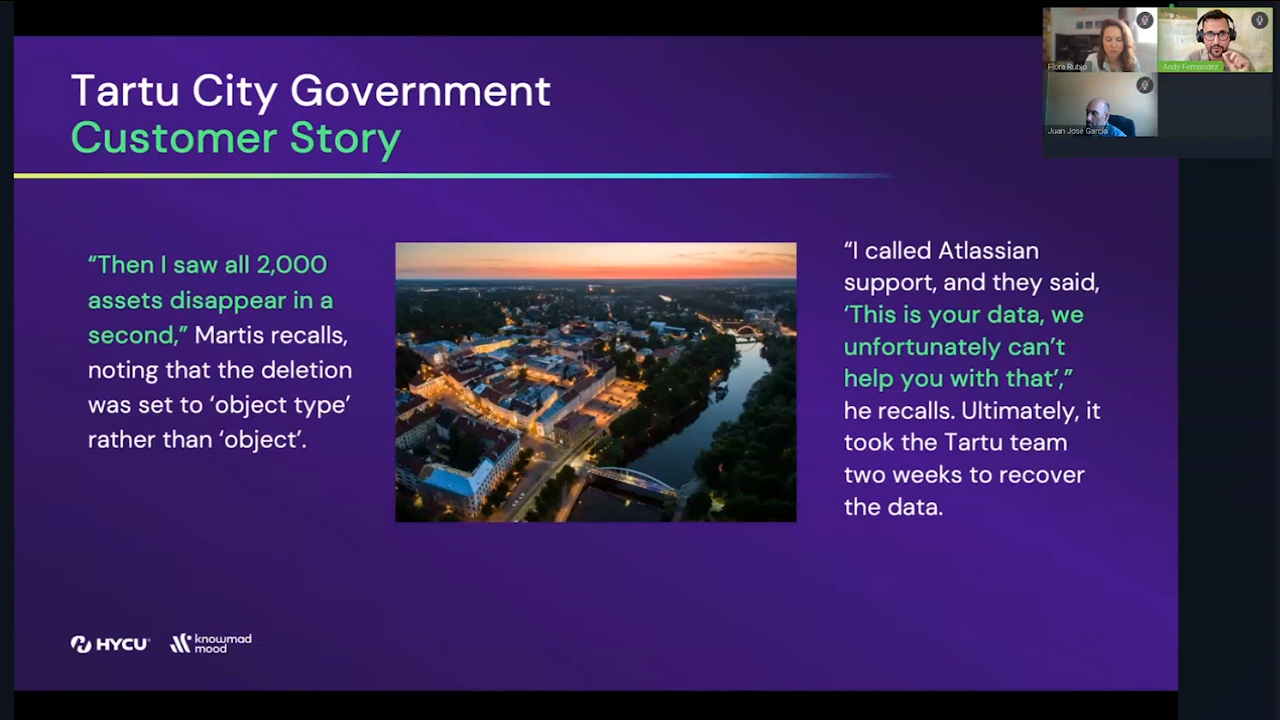 Tartu City Government
Customer Story
“Then I saw all 2,000
assets disappear in a
second,” Martis recalls,
noting that the deletion
was set to ‘object type’
rather than ‘object’.
“I called Atlassian
support, and they said,
‘This is your data, we
unfortunately can’t
help you with that’,”
he recalls. Ultimately, it
took the Tartu team
two weeks to recover
the data.
HYCU
knowmad
mood
Flora Rubio
Andy Fernandez
Juan José García